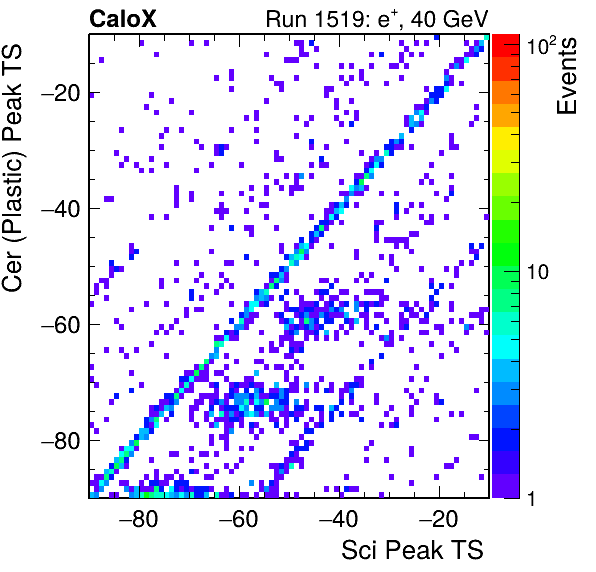 CaloX Run 1519: e⁺, 40 GeV
Cer (Plastic) Peak TS
−20
−40
−60
−80
−80 −60 −40 −20
Sci Peak TS
10²
10
1
Events